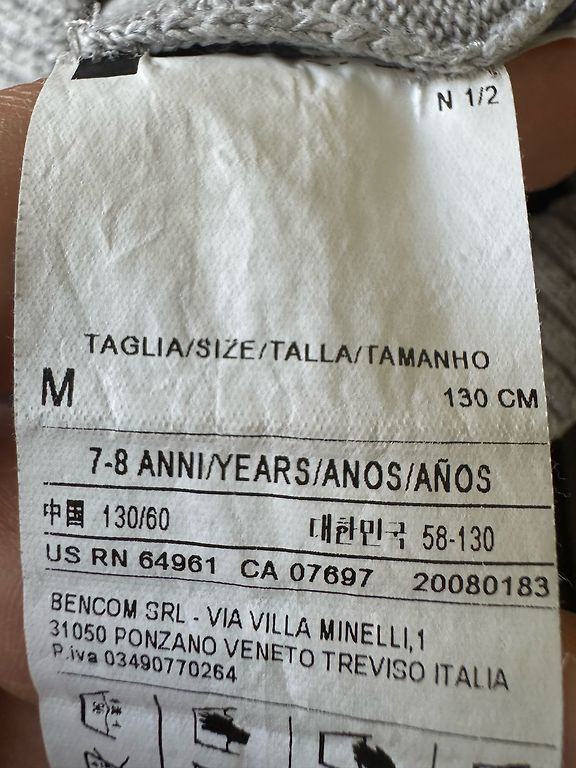 N 1/2
TAGLIA/SIZE/TALLA/TAMANHO
M 130 CM
7-8 ANNI/YEARS/ANOS/AÑOS
中国 130/60 대한민국 58-130
US RN 64961 CA 07697 20080183
BENCOM SRL - VIA VILLA MINELLI,1
31050 PONZANO VENETO TREVISO ITALIA
P.iva 03490770264